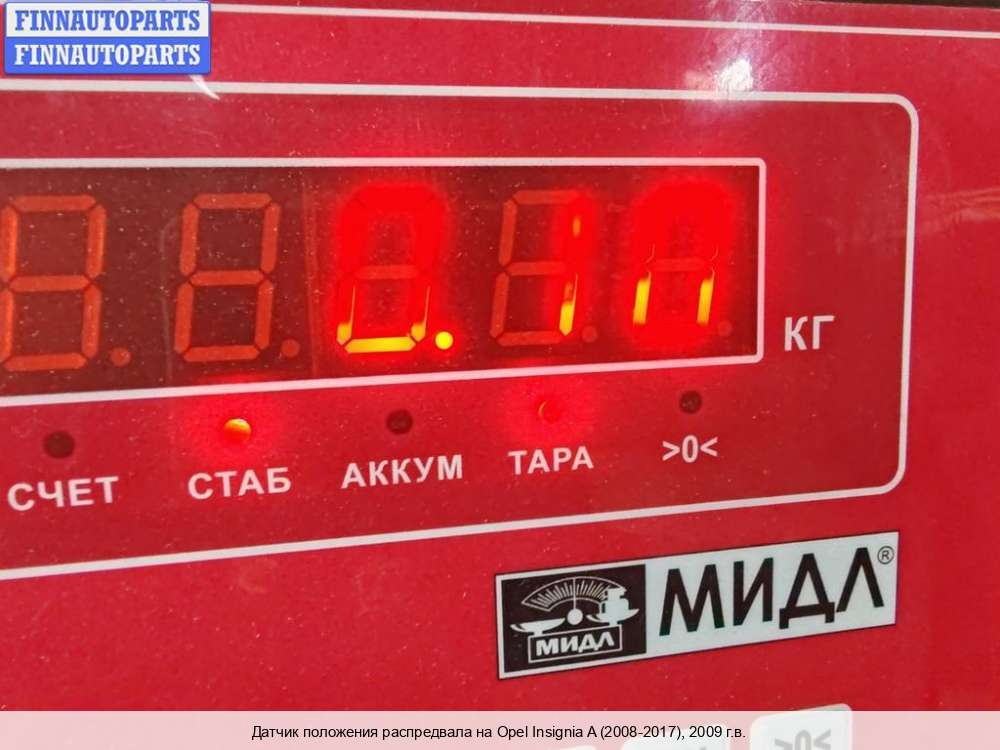 FINNAUTOPARTS
FINNAUTOPARTS
КГ
СЧЕТ СТАБ АККУМ ТАРА >0<
МИДЛ МИДЛ®
>0<
Датчик положения распредвала на Opel Insignia A (2008-2017), 2009 г.в.